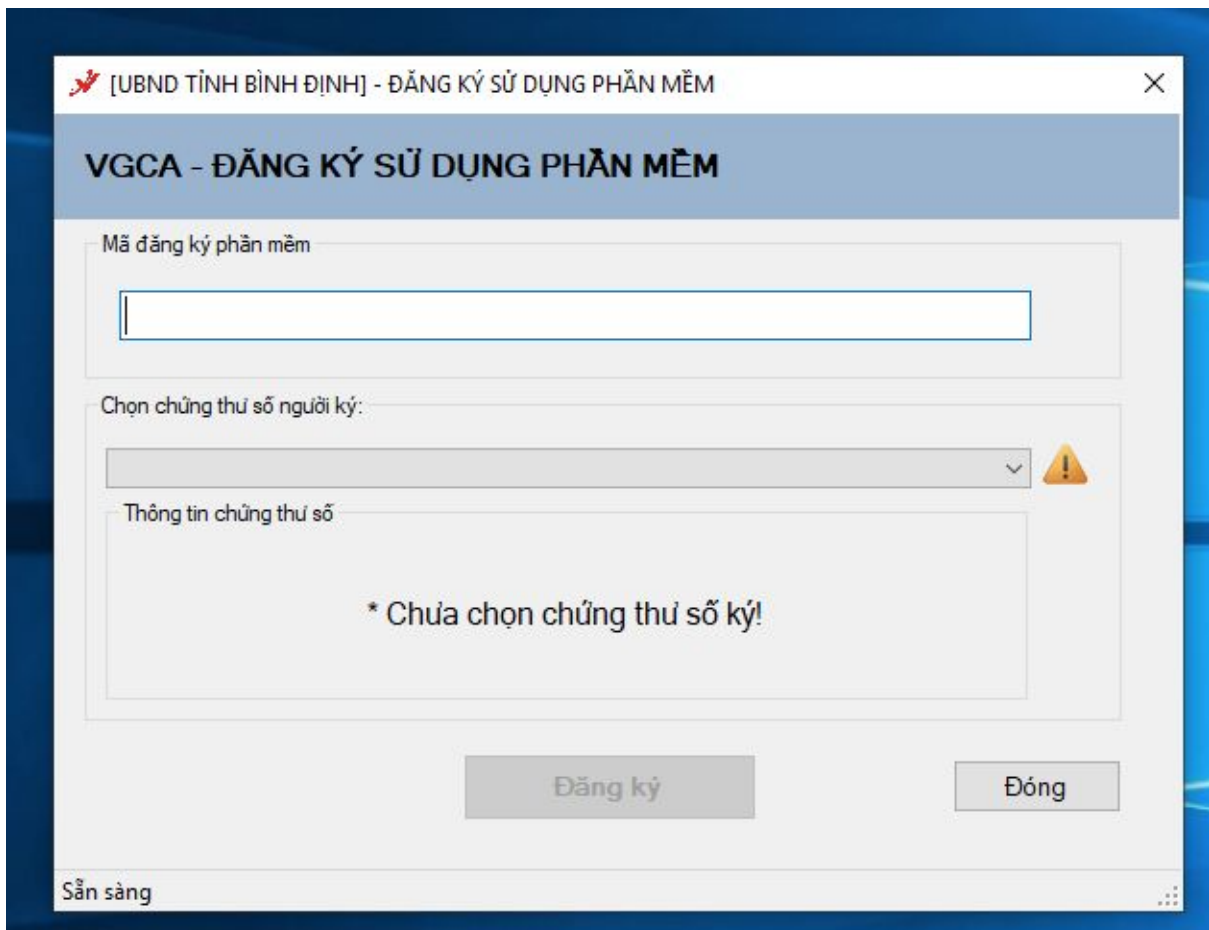 [UBND TỈNH BÌNH ĐỊNH] - ĐĂNG KÝ SỬ DỤNG PHẦN MỀM
VGCA - ĐĂNG KÝ SỬ DỤNG PHẦN MỀM
Mã đăng ký phần mềm
Chọn chứng thư số người ký:
Thông tin chứng thư số
* Chưa chọn chứng thư số ký!
Đăng ký
Đóng
Sẵn sàng